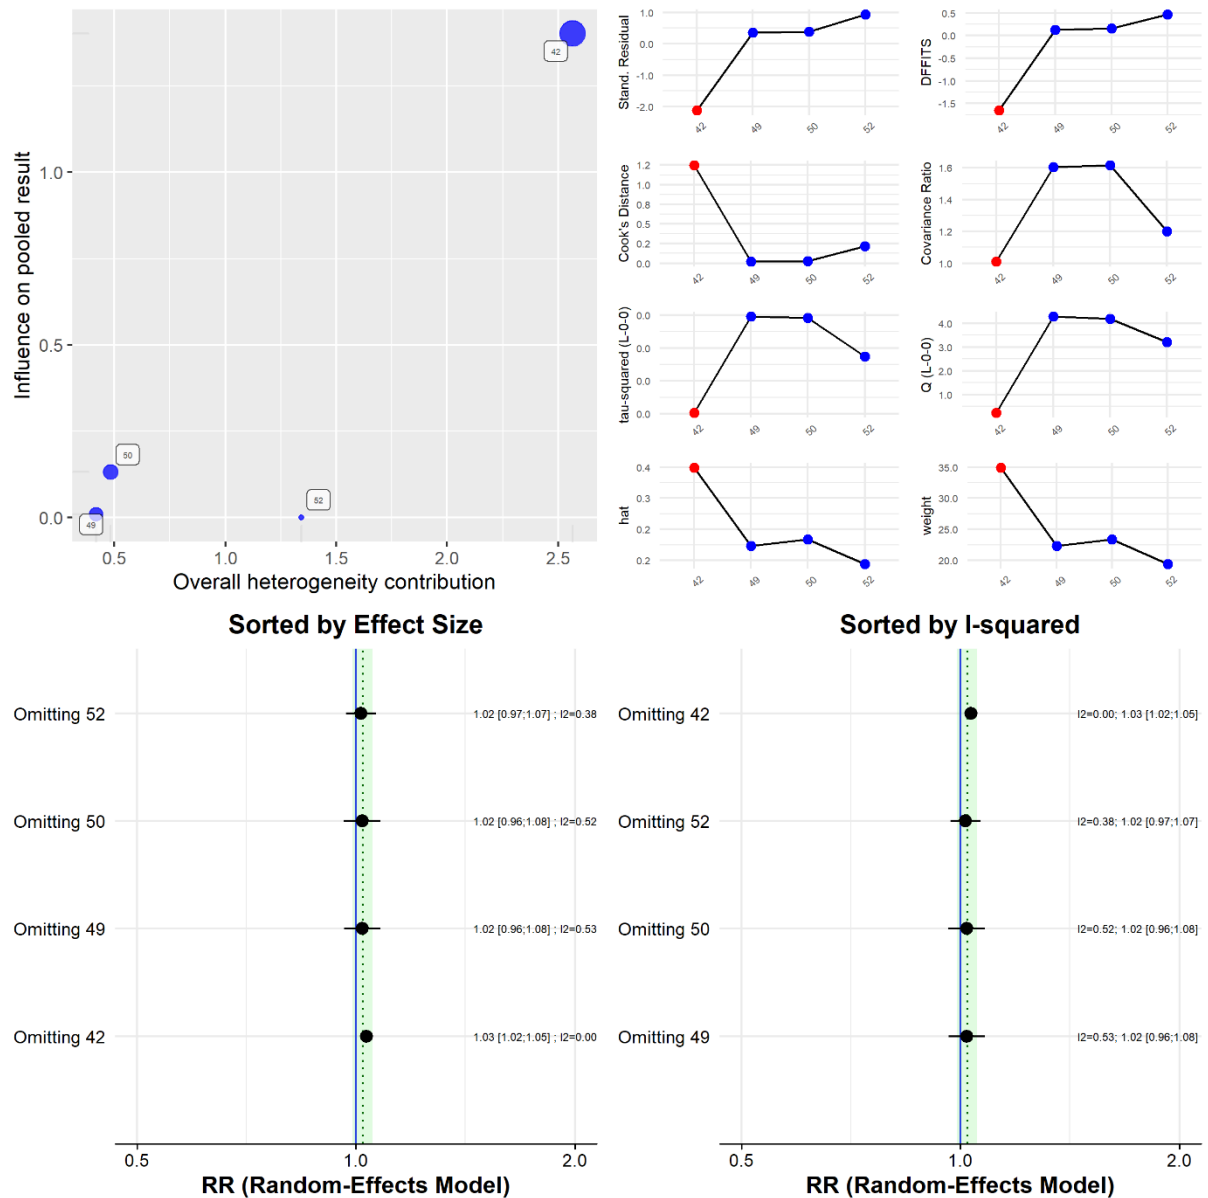 Influence on pooled result
1.0
0.5
0.0
42
50
49
52
0.5
1.0
1.5
2.0
2.5
Overall heterogeneity contribution
Stand. Residual
1.0
0.0
-1.0
-2.0
42
49
50
52
DFFITS
0.5
0.0
-0.5
-1.0
-1.5
42
49
50
52
Cook's Distance
1.2
1.0
0.8
0.5
0.2
0.0
42
49
50
52
Covariance Ratio
1.6
1.4
1.2
1.0
42
49
50
52
tau-squared (L-0-0)
0.0
0.0
0.0
0.0
42
49
50
52
Q (L-0-0)
4.0
3.0
2.0
1.0
42
49
50
52
hat
0.4
0.3
0.2
0.2
42
49
50
52
weight
35.0
30.0
25.0
20.0
42
49
50
52
Sorted by Effect Size
Omitting 52
1.02 [0.97;1.07] ; I2=0.38
Omitting 50
1.02 [0.96;1.08] ; I2=0.52
Omitting 49
1.02 [0.96;1.08] ; I2=0.53
Omitting 42
1.03 [1.02;1.05] ; I2=0.00
0.5
1.0
2.0
RR (Random-Effects Model)
Sorted by I-squared
Omitting 42
I2=0.00; 1.03 [1.02;1.05]
Omitting 52
I2=0.38; 1.02 [0.97;1.07]
Omitting 50
I2=0.52; 1.02 [0.96;1.08]
Omitting 49
I2=0.53; 1.02 [0.96;1.08]
0.5
1.0
2.0
RR (Random-Effects Model)